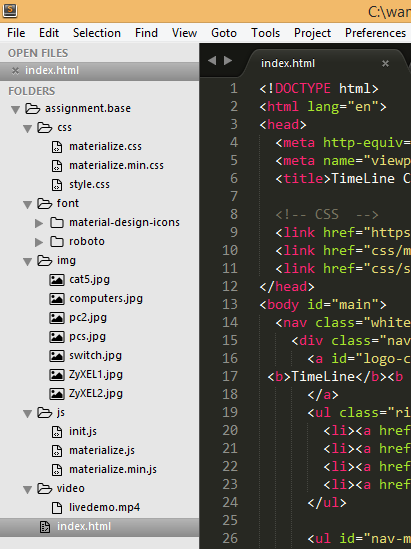 C:\wan
File Edit Selection Find View Goto Tools Project Preferences
OPEN FILES
× index.html
FOLDERS
assignment.base
css
materialize.css
materialize.min.css
style.css
font
material-design-icons
roboto
img
cat5.jpg
computers.jpg
pc2.jpg
pcs.jpg
switch.jpg
ZyXEL1.jpg
ZyXEL2.jpg
js
init.js
materialize.js
materialize.min.js
video
livedemo.mp4
index.html
index.html ×
1 <!DOCTYPE html>
2 <html lang="en">
3 <head>
4 <meta http-equiv=
5 <meta name="viewp
6 <title>TimeLine C
7
8 <!-- CSS -->
9 <link href="https
10 <link href="css/m
11 <link href="css/s
12 </head>
13 <body id="main">
14 <nav class="white
15 <div class="nav
16 <a id="logo-c
17 <b>TimeLine</b><b
18 </a>
19 <ul class="ri
20 <li><a href
21 <li><a href
22 <li><a href
23 <li><a href
24 </ul>
25
26 <ul id="nav-m